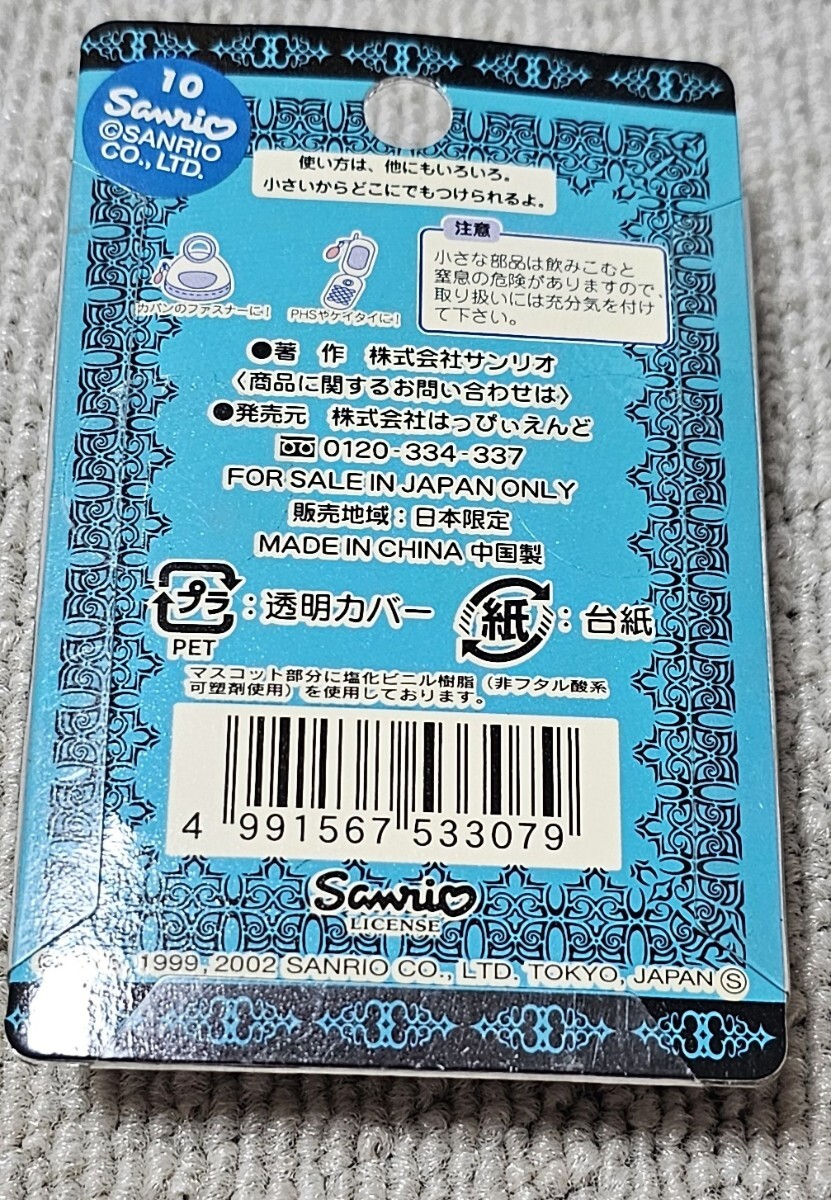 10
Sanrio
©SANRIO
CO., LTD.
使い方は、他にもいろいろ。
小さいからどこにでもつけられるよ。
カバンのファスナーに!
PHSやケイタイに!
注意
小さな部品は飲みこむと
窒息の危険がありますので、
取り扱いには充分気を付け
て下さい。
●著 作 株式会社サンリオ
〈商品に関するお問い合わせは〉
●発売元 株式会社はっぴぃえんど
0120-334-337
FOR SALE IN JAPAN ONLY
販売地域：日本限定
MADE IN CHINA 中国製
プラ：透明カバー
PET
紙：台紙
マスコット部分に塩化ビニル樹脂（非フタル酸系
可塑剤使用）を使用しております。
4 991567 533079
Sanrio
LICENSE
1999, 2002 SANRIO CO., LTD. TOKYO, JAPAN Ⓢ